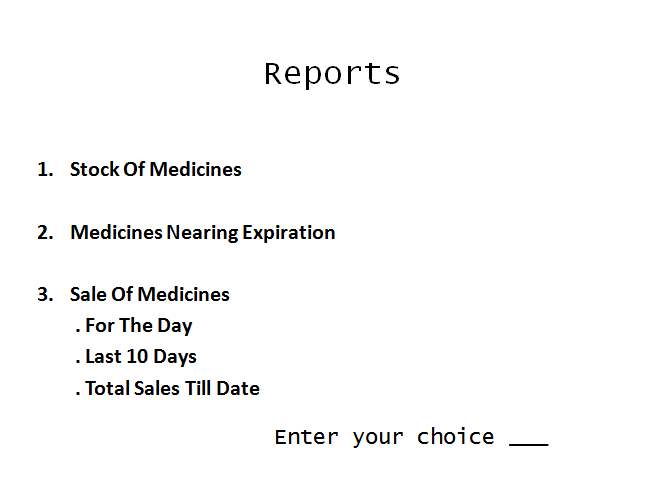 Reports
1. Stock Of Medicines
2. Medicines Nearing Expiration
3. Sale Of Medicines
. For The Day
. Last 10 Days
. Total Sales Till Date
Enter your choice ___